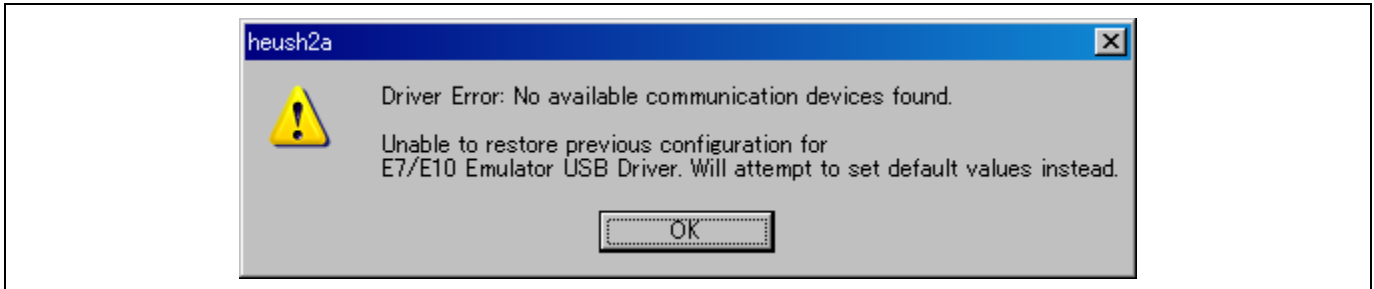 heush2a
Driver Error: No available communication devices found.
Unable to restore previous configuration for
E7/E10 Emulator USB Driver. Will attempt to set default values instead.
OK